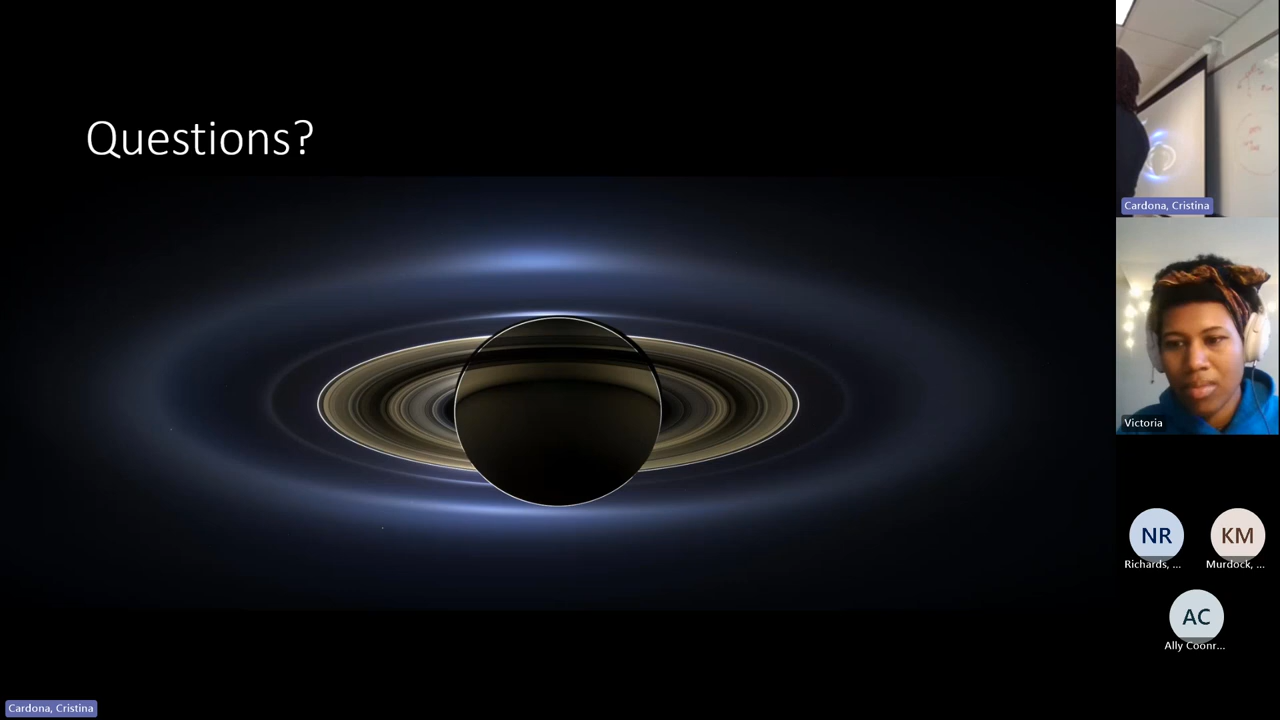 Questions?
Cardona, Cristina
Victoria
NR
KM
Richards, ...
Murdock, ...
AC
Ally Coonr...
Cardona, Cristina